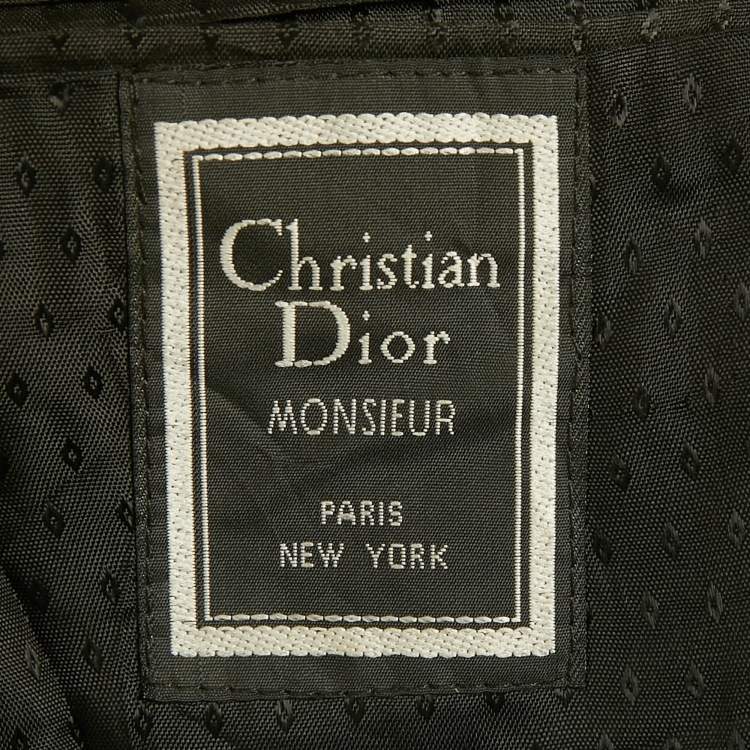 Christian
Dior
MONSIEUR
PARIS
NEW YORK